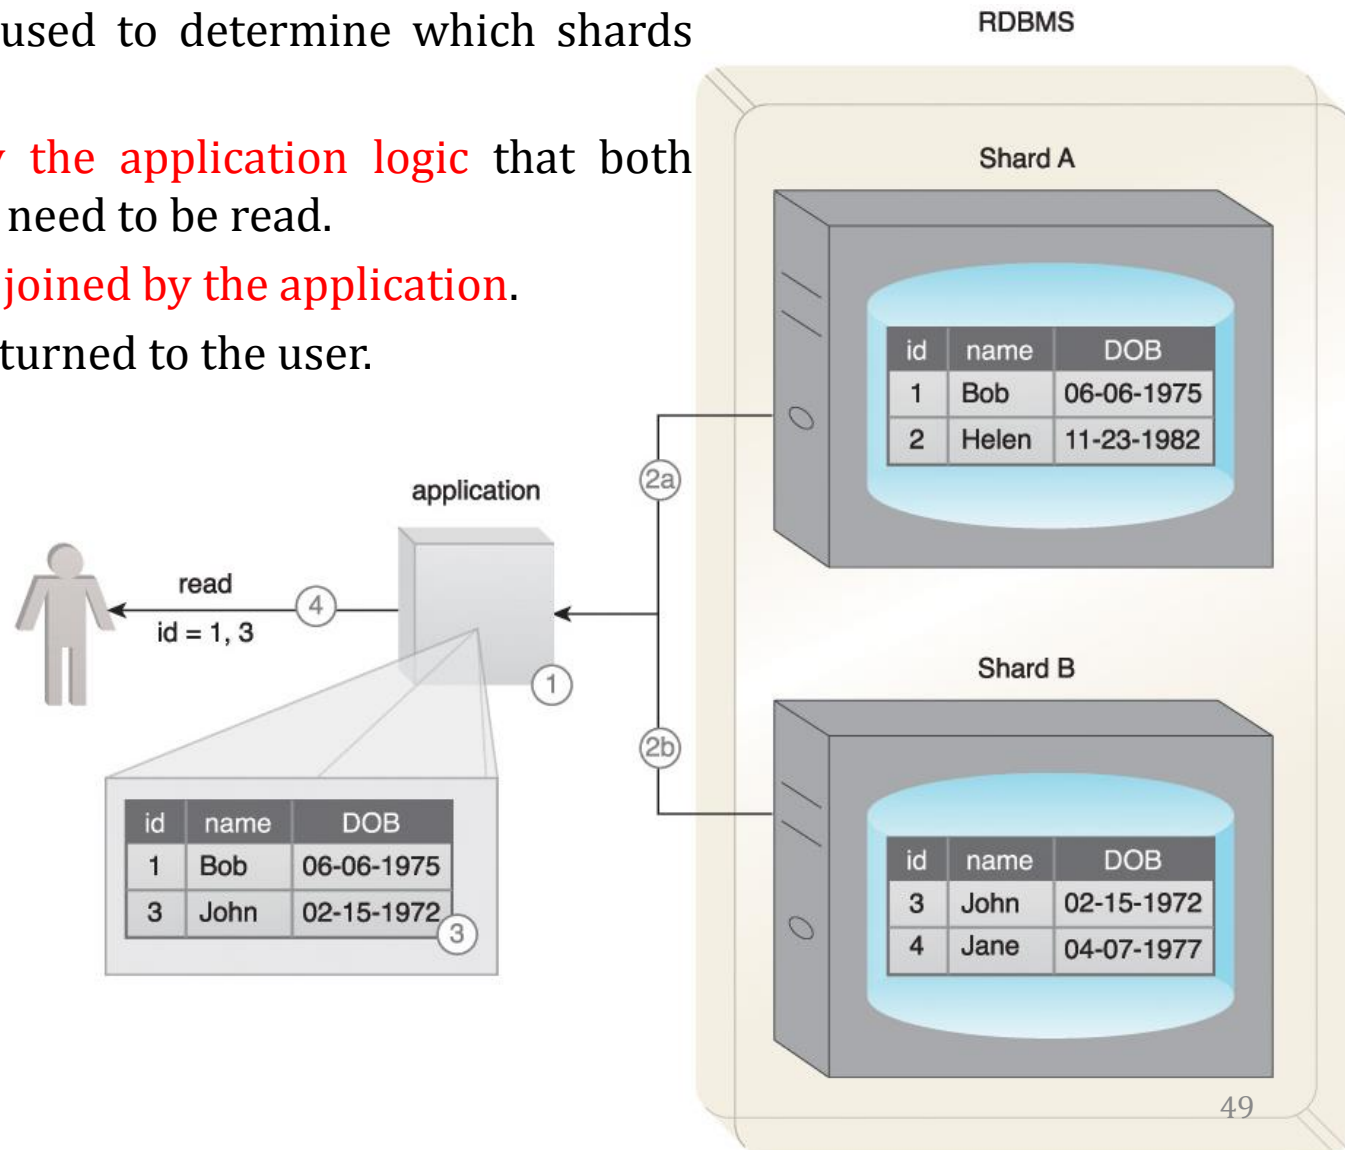 used to determine which shards
the application logic that both
need to be read.
joined by the application.
turned to the user.
RDBMS
Shard A
id name DOB
1 Bob 06-06-1975
2 Helen 11-23-1982
2a
application
read
4
id = 1, 3
1
Shard B
2b
id name DOB
1 Bob 06-06-1975
3 John 02-15-1972
3
id name DOB
3 John 02-15-1972
4 Jane 04-07-1977
49